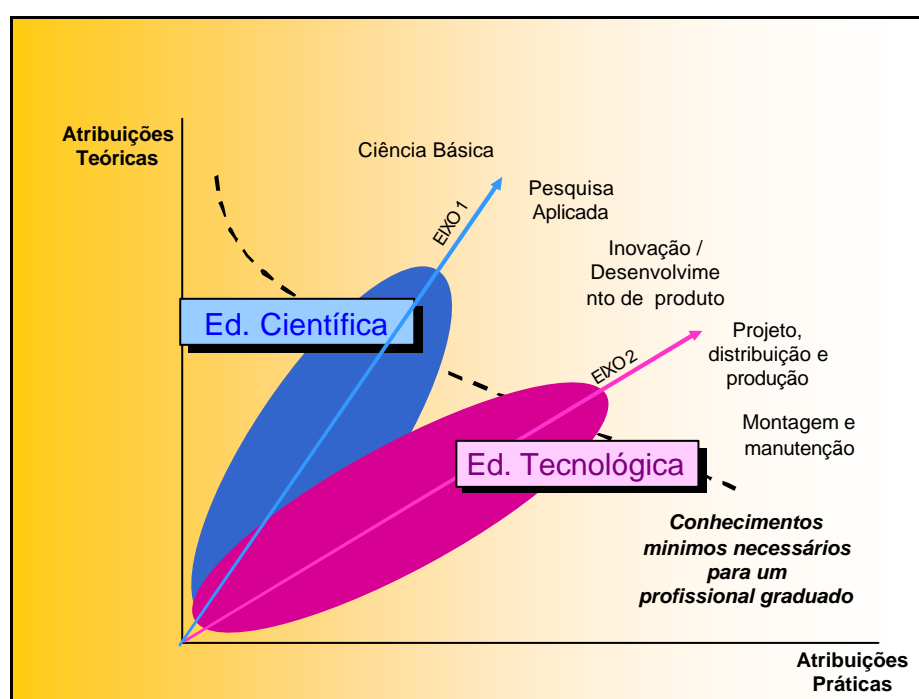 Atribuições
Teóricas
Ciência Básica
EIXO 1
Pesquisa
Aplicada
Inovação /
Desenvolvime
nto de produto
Ed. Científica
EIXO 2
Projeto,
distribuição e
produção
Montagem e
manutenção
Ed. Tecnológica
Conhecimentos
minimos necessários
para um
profissional graduado
Atribuições
Práticas